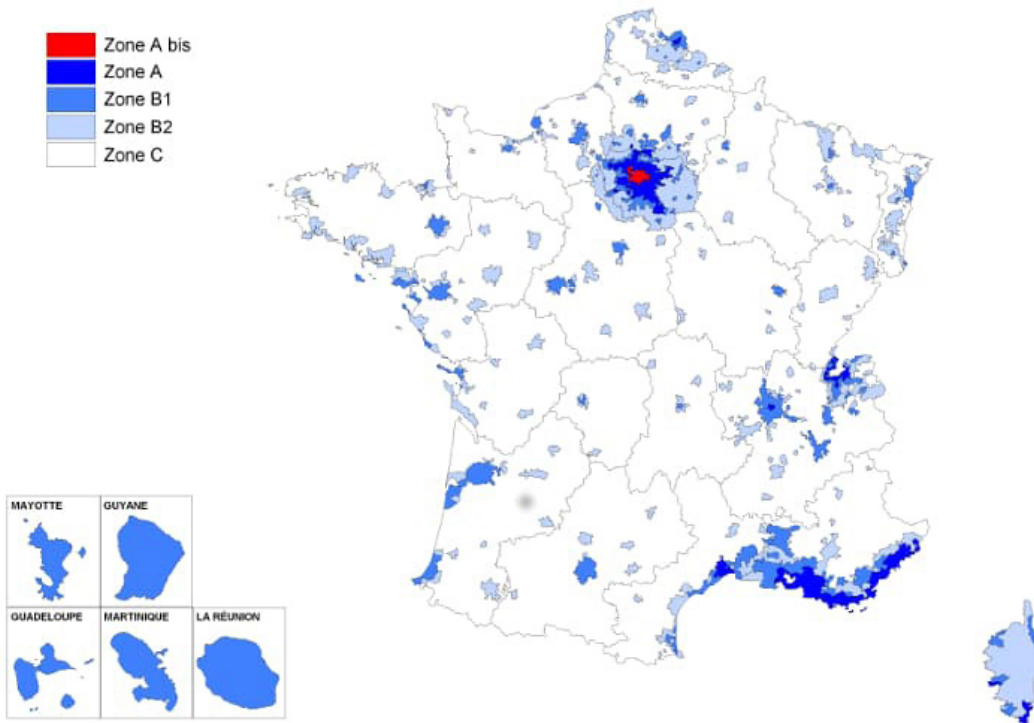 Zone A bis
Zone A
Zone B1
Zone B2
Zone C
MAYOTTE
GUYANE
GUADELOUPE
MARTINIQUE
LA RÉUNION